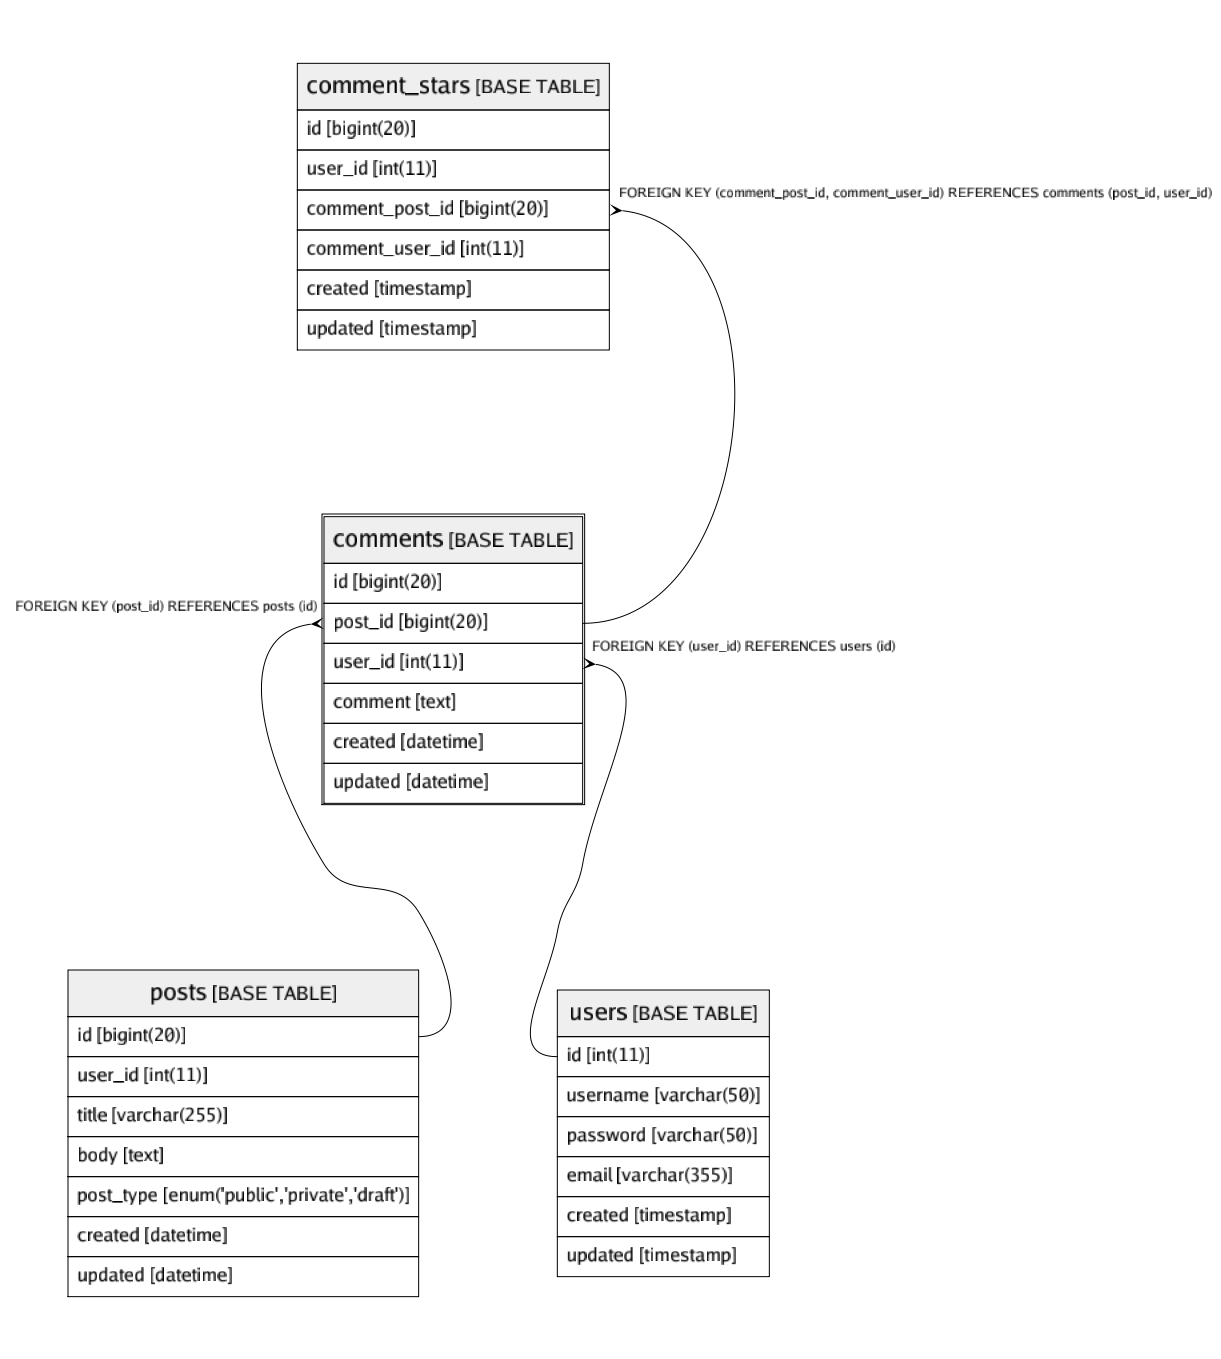 comment_stars [BASE TABLE]
id [bigint(20)]
user_id [int(11)]
comment_post_id [bigint(20)]
comment_user_id [int(11)]
created [timestamp]
updated [timestamp]
FOREIGN KEY (comment_post_id, comment_user_id) REFERENCES comments (post_id, user_id)
comments [BASE TABLE]
id [bigint(20)]
post_id [bigint(20)]
user_id [int(11)]
comment [text]
created [datetime]
updated [datetime]
FOREIGN KEY (post_id) REFERENCES posts (id)
FOREIGN KEY (user_id) REFERENCES users (id)
posts [BASE TABLE]
id [bigint(20)]
user_id [int(11)]
title [varchar(255)]
body [text]
post_type [enum('public','private','draft')]
created [datetime]
updated [datetime]
users [BASE TABLE]
id [int(11)]
username [varchar(50)]
password [varchar(50)]
email [varchar(355)]
created [timestamp]
updated [timestamp]